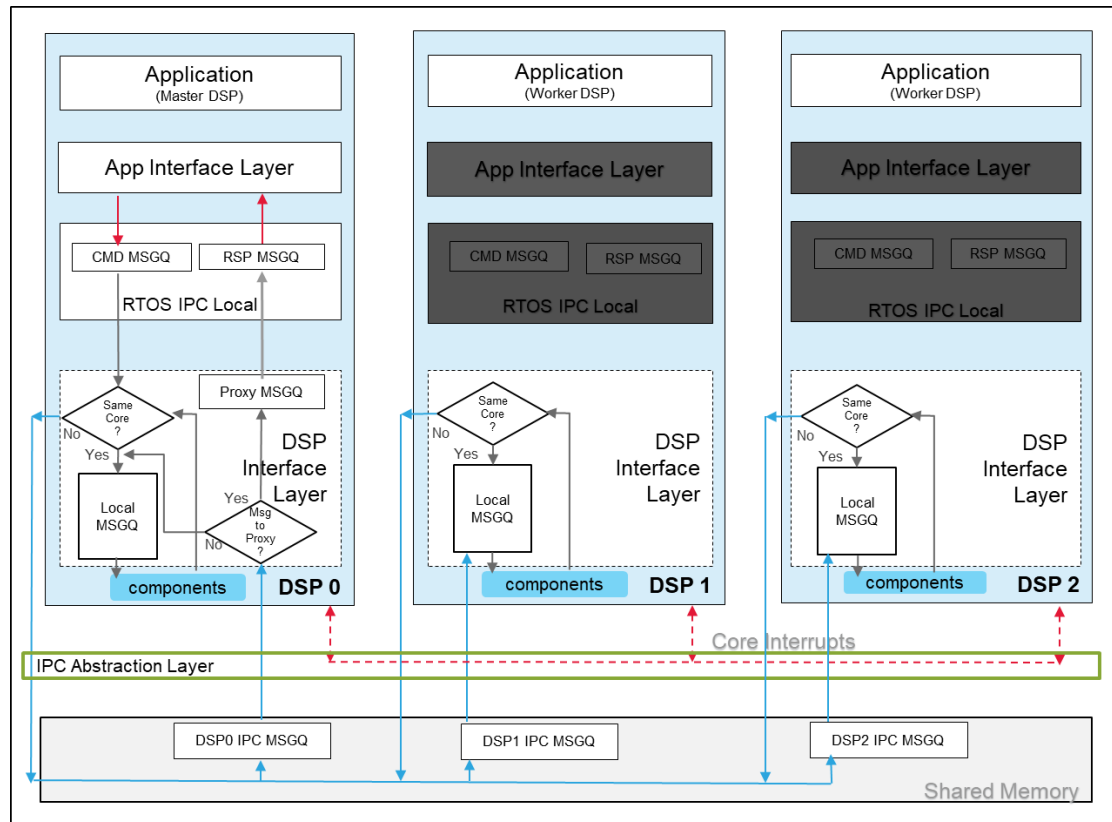 Application
(Master DSP)
App Interface Layer
CMD MSGQ
RSP MSGQ
RTOS IPC Local
Proxy MSGQ
Same
Core
?
No
Yes
DSP
Interface
Layer
Local
MSGQ
Yes
Msg
to
Proxy
?
No
components
DSP 0
Application
(Worker DSP)
App Interface Layer
CMD MSGQ
RSP MSGQ
RTOS IPC Local
Same
Core
?
No
Yes
DSP
Interface
Layer
Local
MSGQ
components
DSP 1
Application
(Worker DSP)
App Interface Layer
CMD MSGQ
RSP MSGQ
RTOS IPC Local
Same
Core
?
No
Yes
DSP
Interface
Layer
Local
MSGQ
components
DSP 2
Core Interrupts
IPC Abstraction Layer
DSP0 IPC MSGQ
DSP1 IPC MSGQ
DSP2 IPC MSGQ
Shared Memory